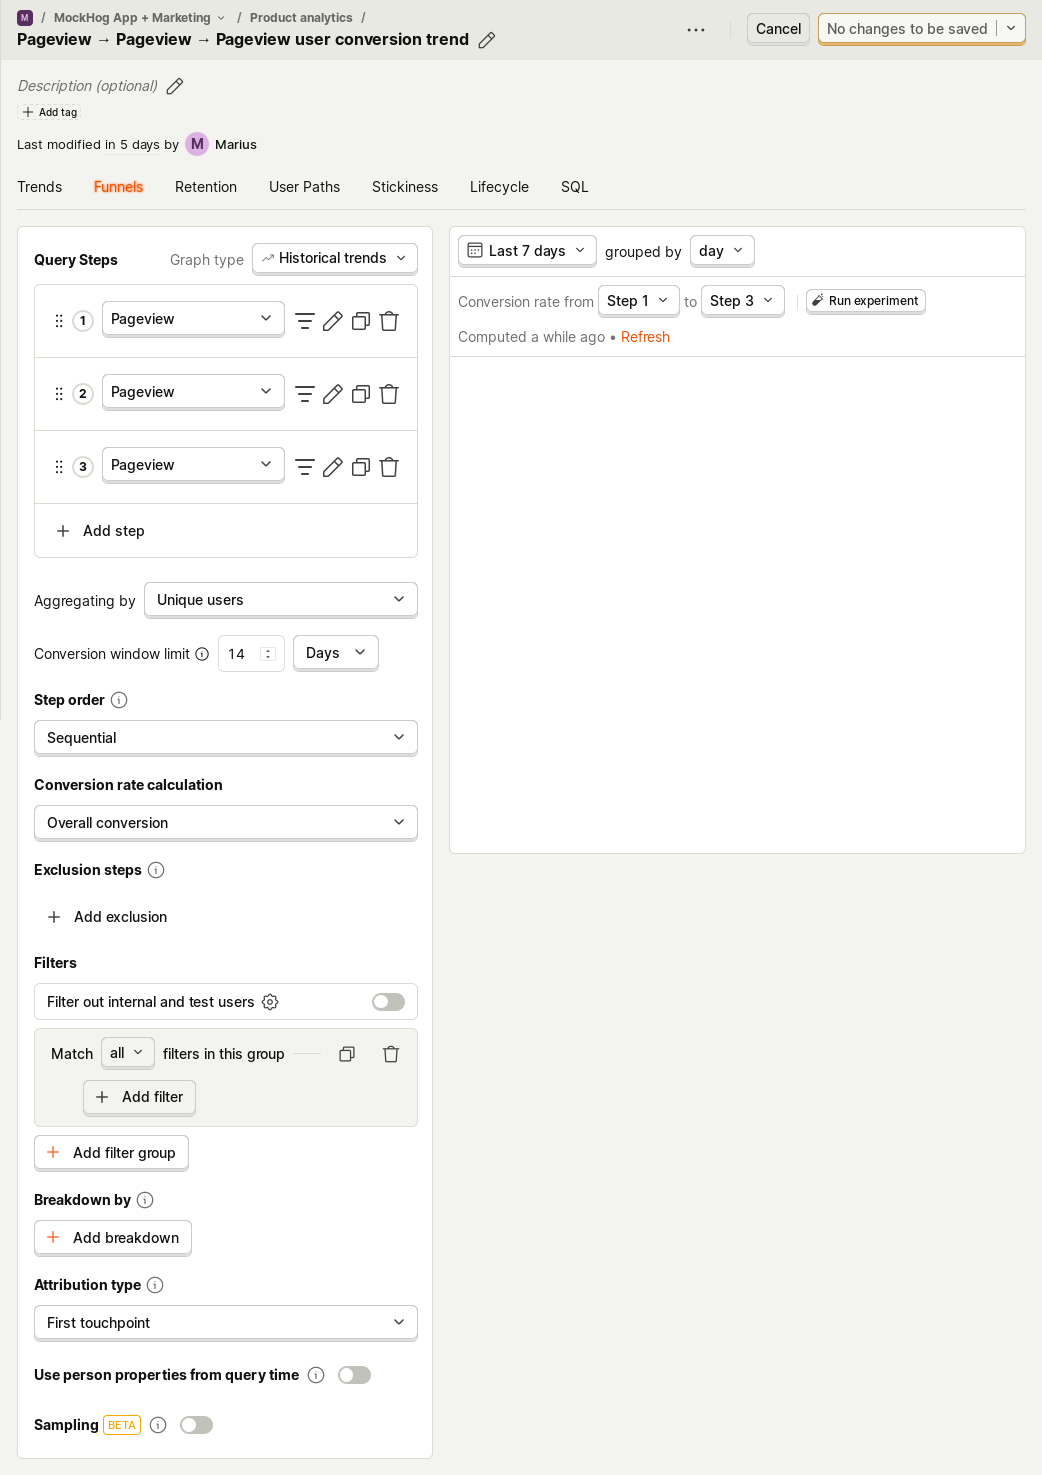 M / MockHog App + Marketing / Product analytics /
Pageview → Pageview → Pageview user conversion trend
Cancel
No changes to be saved
Description (optional)
Add tag
Last modified in 5 days by M Marius
Trends Funnels Retention User Paths Stickiness Lifecycle SQL
Query Steps Graph type Historical trends
1 Pageview
2 Pageview
3 Pageview
Add step
Aggregating by Unique users
Conversion window limit 14 Days
Step order
Sequential
Conversion rate calculation
Overall conversion
Exclusion steps
Add exclusion
Filters
Filter out internal and test users
Match all filters in this group
Add filter
Add filter group
Breakdown by
Add breakdown
Attribution type
First touchpoint
Use person properties from query time
Sampling BETA
Last 7 days grouped by day
Conversion rate from Step 1 to Step 3 Run experiment
Computed a while ago • Refresh